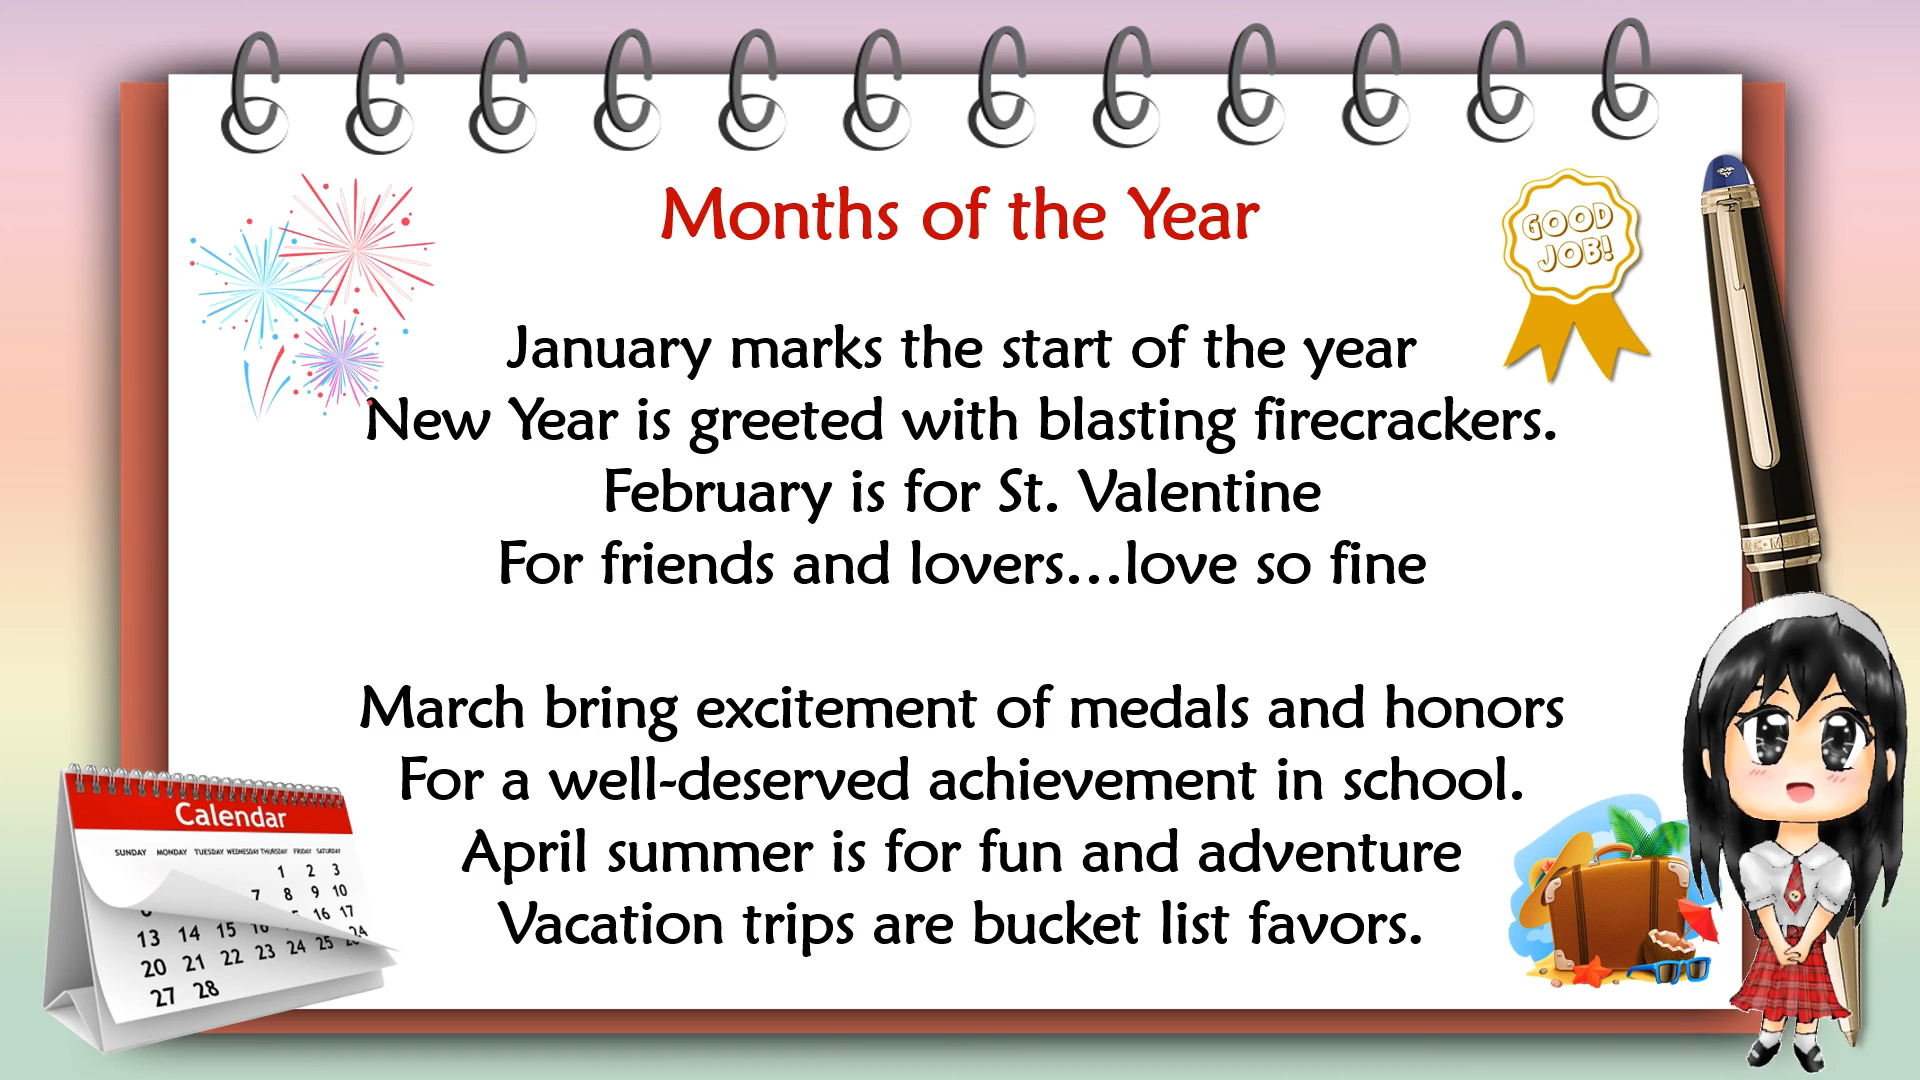 Months of the Year
GOOD
JOB!
January marks the start of the year
New Year is greeted with blasting firecrackers.
February is for St. Valentine
For friends and lovers...love so fine
March bring excitement of medals and honors
For a well-deserved achievement in school.
April summer is for fun and adventure
Vacation trips are bucket list favors.
Calendar
SUNDAY MONDAY TUESDAY WEDNESDAY THURSDAY FRIDAY SATURDAY
1 2 3
7 8 9 10
16 17
13 14 15 16 23 24
20 21 22 23 24 25
27 28